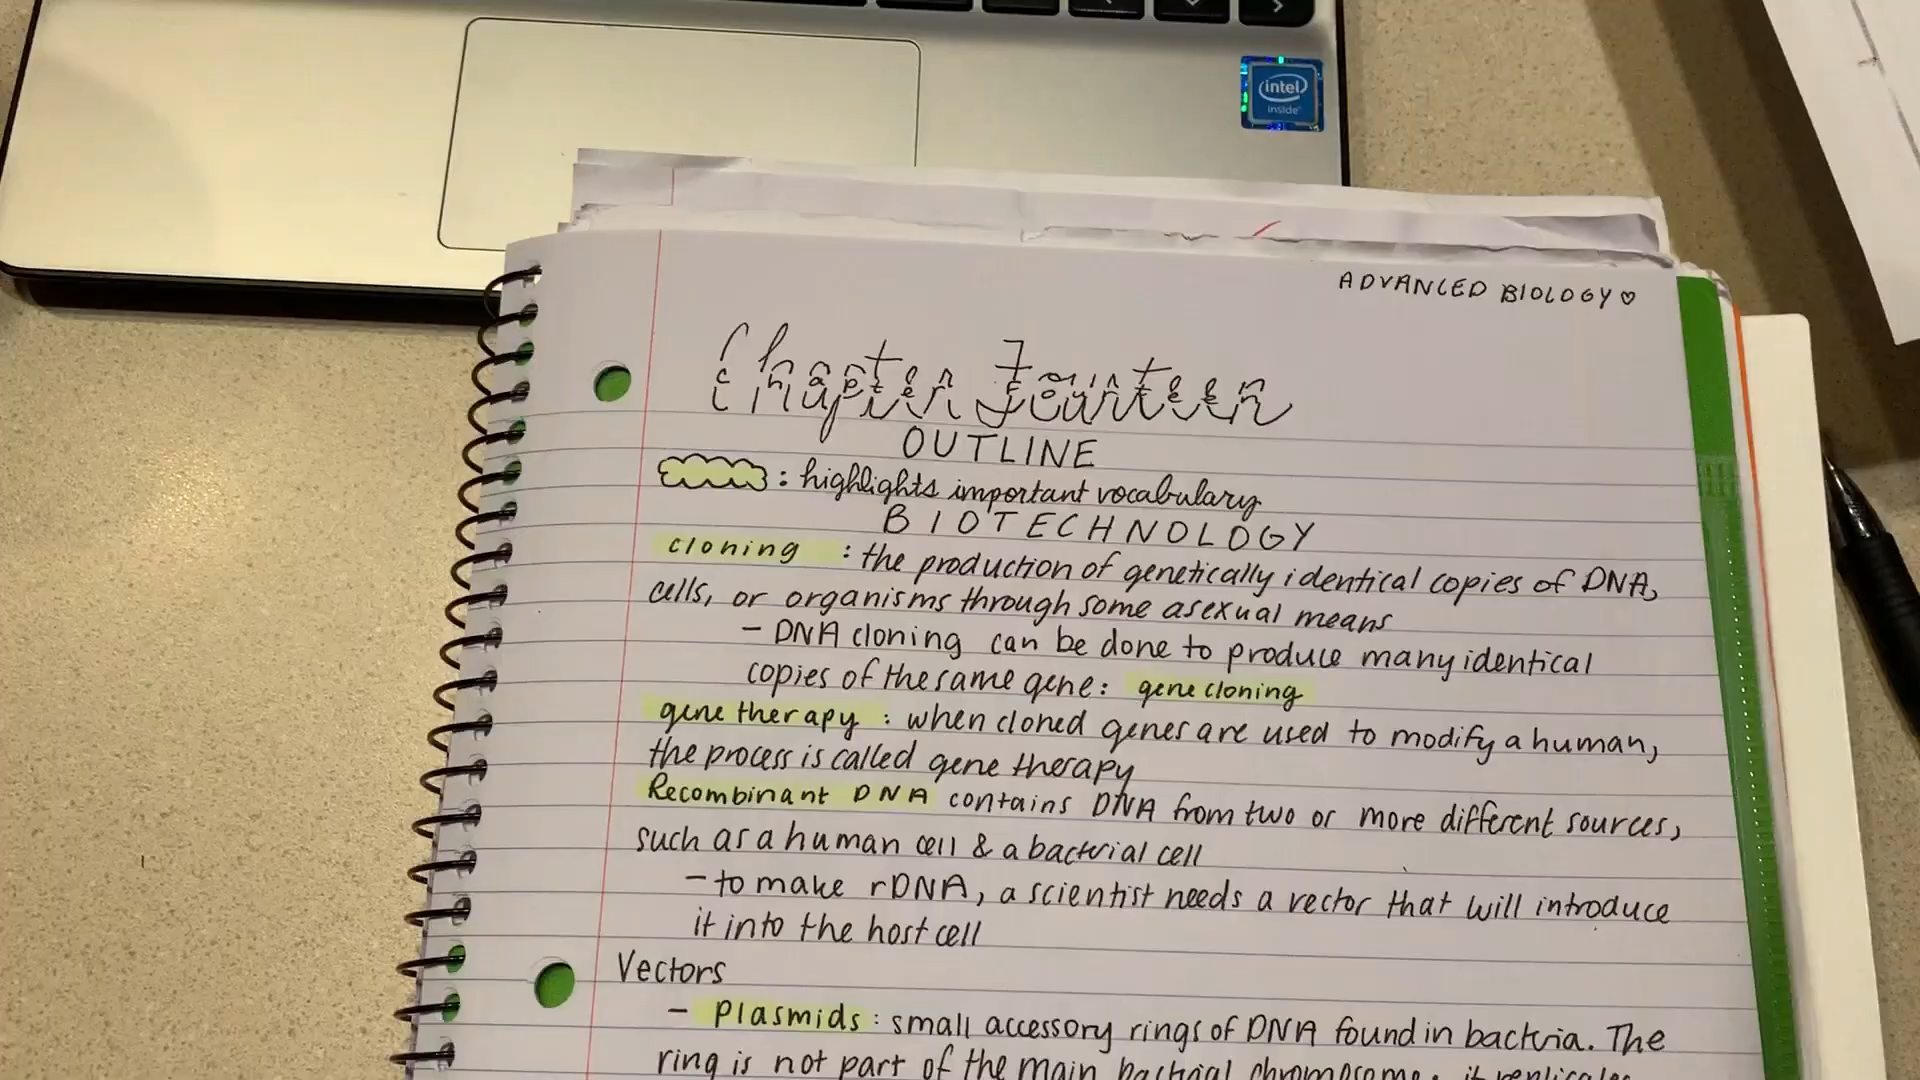 intel
inside
ADVANCED BIOLOGY♡
Chapter Fourteen
OUTLINE
: highlights important vocabulary
BIOTECHNOLOGY
cloning : the production of genetically identical copies of DNA,
cells, or organisms through some asexual means
- DNA cloning can be done to produce many identical
copies of the same gene: gene cloning
gene therapy : when cloned genes are used to modify a human,
the process is called gene therapy
Recombinant DNA contains DNA from two or more different sources,
such as a human cell & a bacterial cell
- to make rDNA, a scientist needs a vector that will introduce
it into the host cell
Vectors
- Plasmids : small accessory rings of DNA found in bacteria. The
ring is not part of the main bacterial chromosome. it replicates